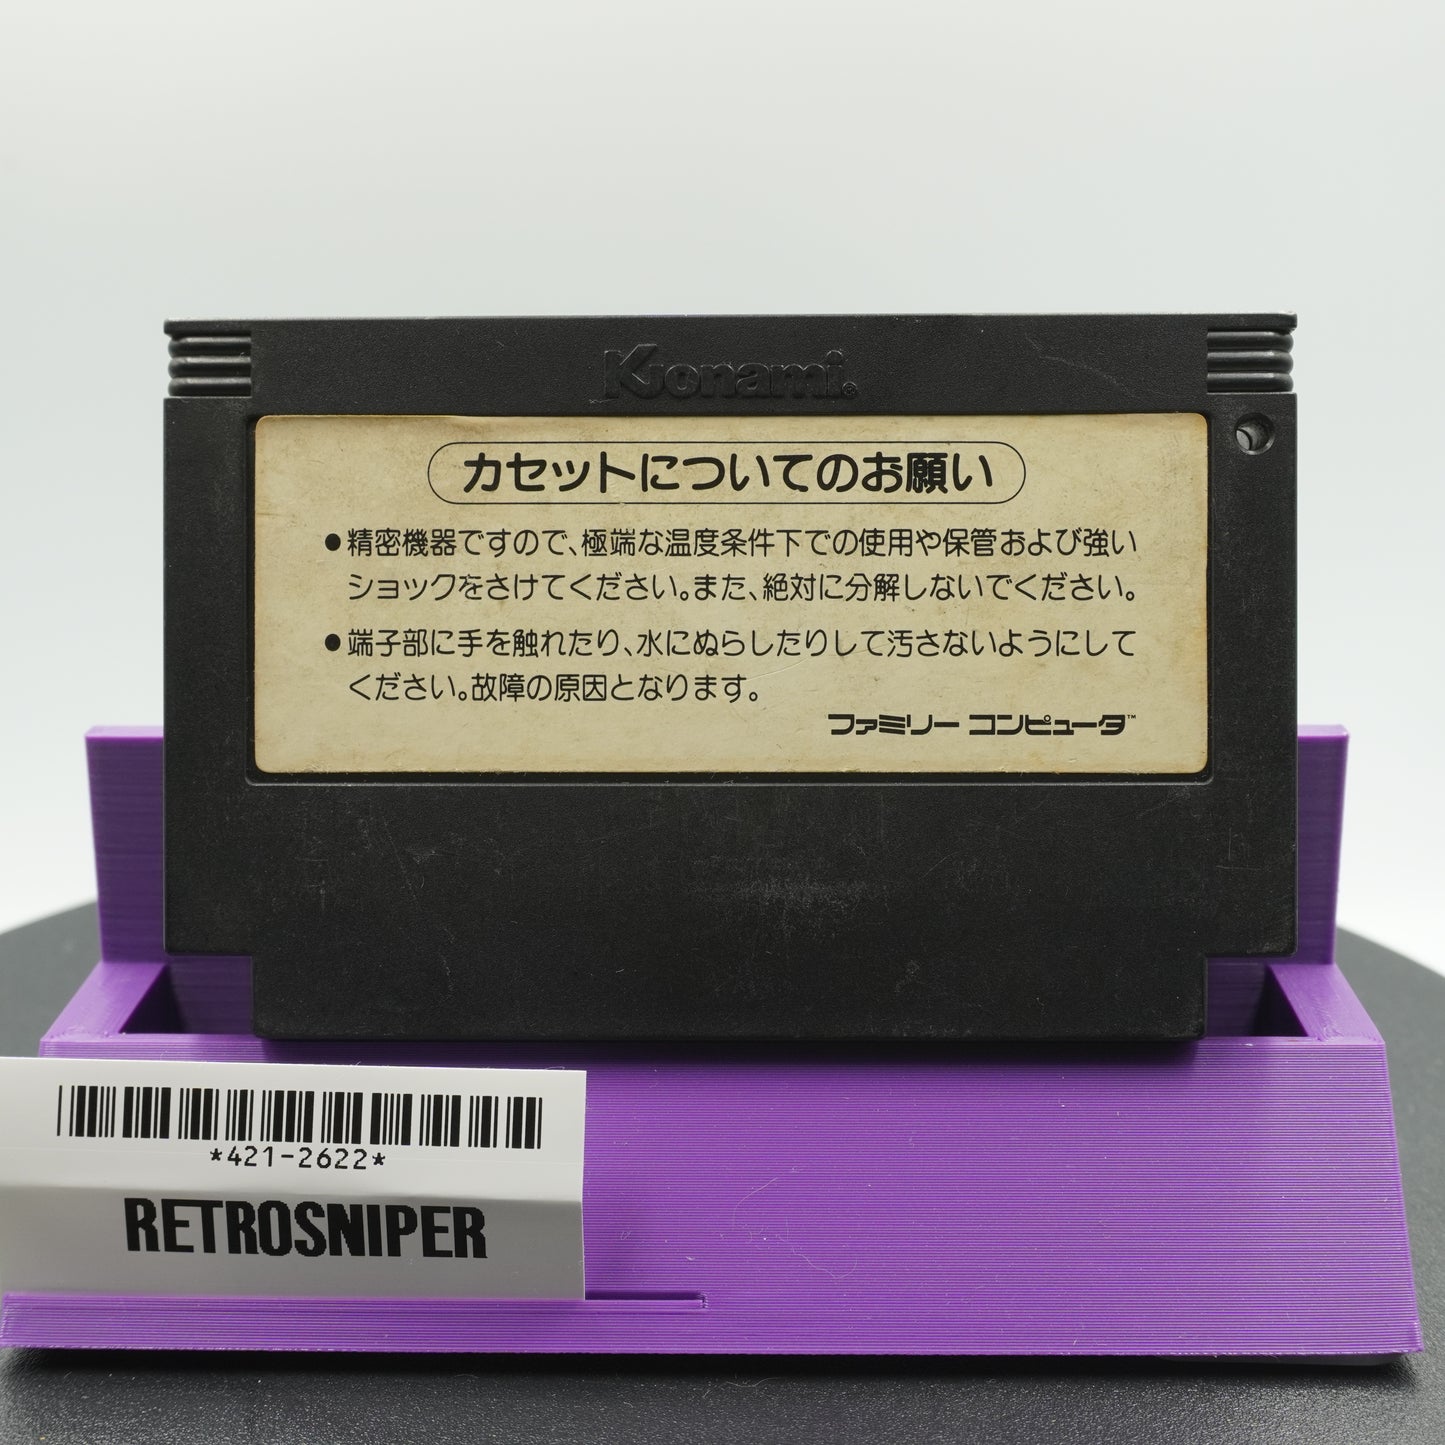 Konami®
カセットについてのお願い
●精密機器ですので、極端な温度条件下での使用や保管および強い
ショックをさけてください。また、絶対に分解しないでください。
●端子部に手を触れたり、水にぬらしたりして汚さないようにして
ください。故障の原因となります。
ファミリー コンピュータ™
*421-2622*
RETROSNIPER